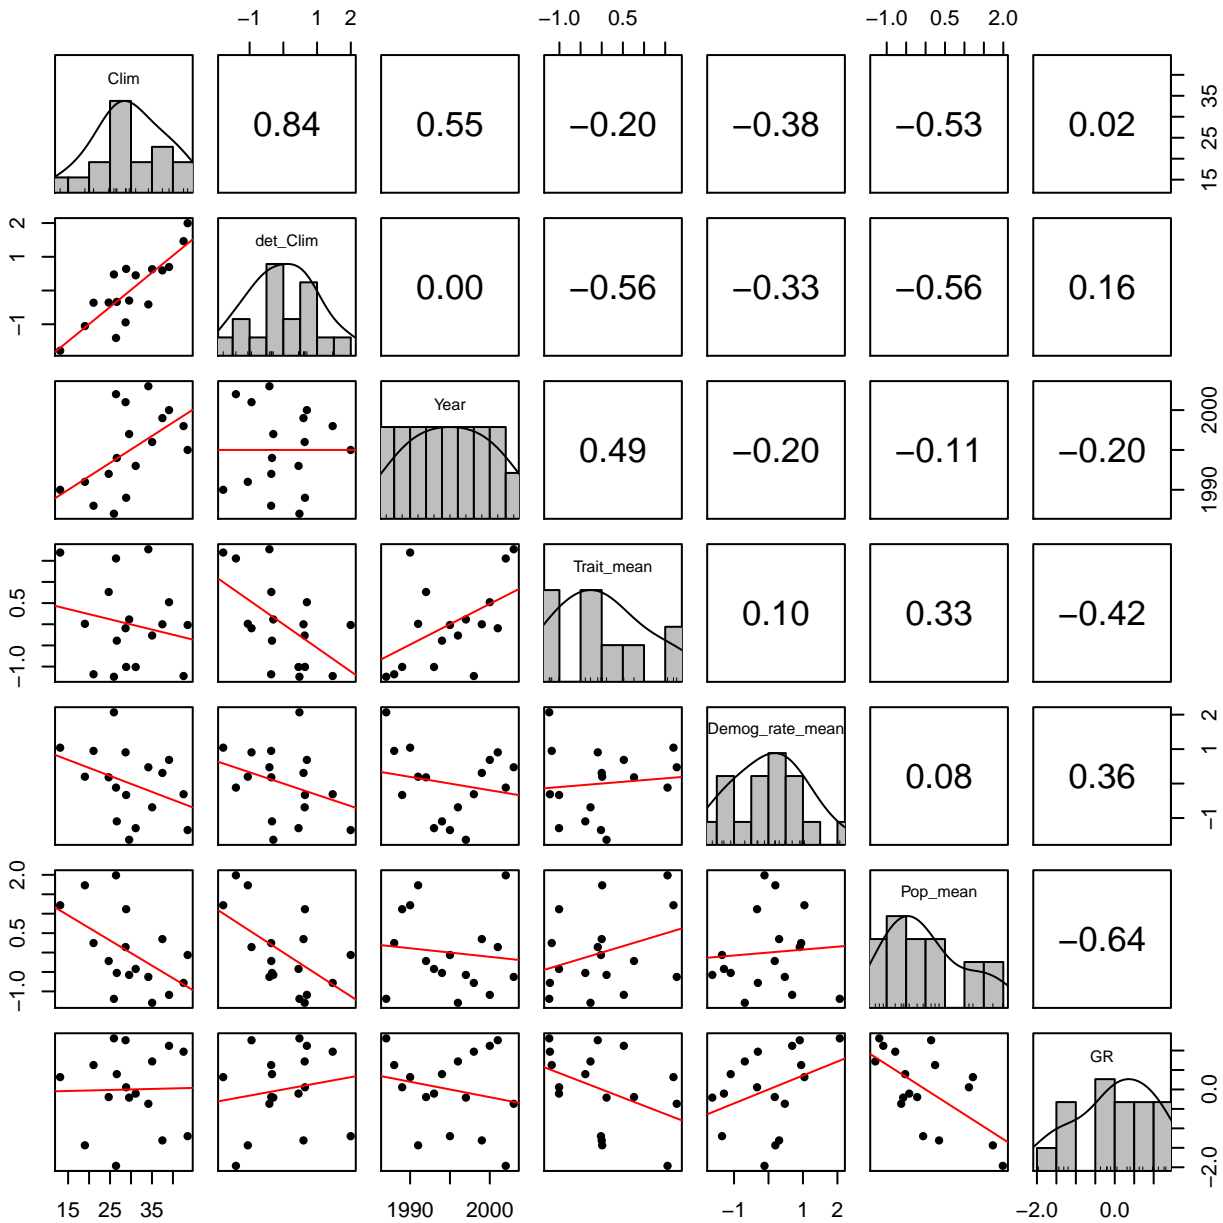 −1 1 2 −1.0 0.5 −1.0 0.5 2.0
Clim 0.84 0.55 −0.20 −0.38 −0.53 0.02 15 25 35
−1 1 2 det_Clim 0.00 −0.56 −0.33 −0.56 0.16
Year 0.49 −0.20 −0.11 −0.20 1990 2000
−1.0 0.5 Trait_mean 0.10 0.33 −0.42
Demog_rate_mean 0.08 0.36 −1 1 2
−1.0 0.5 2.0 Pop_mean −0.64
GR −2.0 0.0
15 25 35 1990 2000 −1 1 2 −2.0 0.0